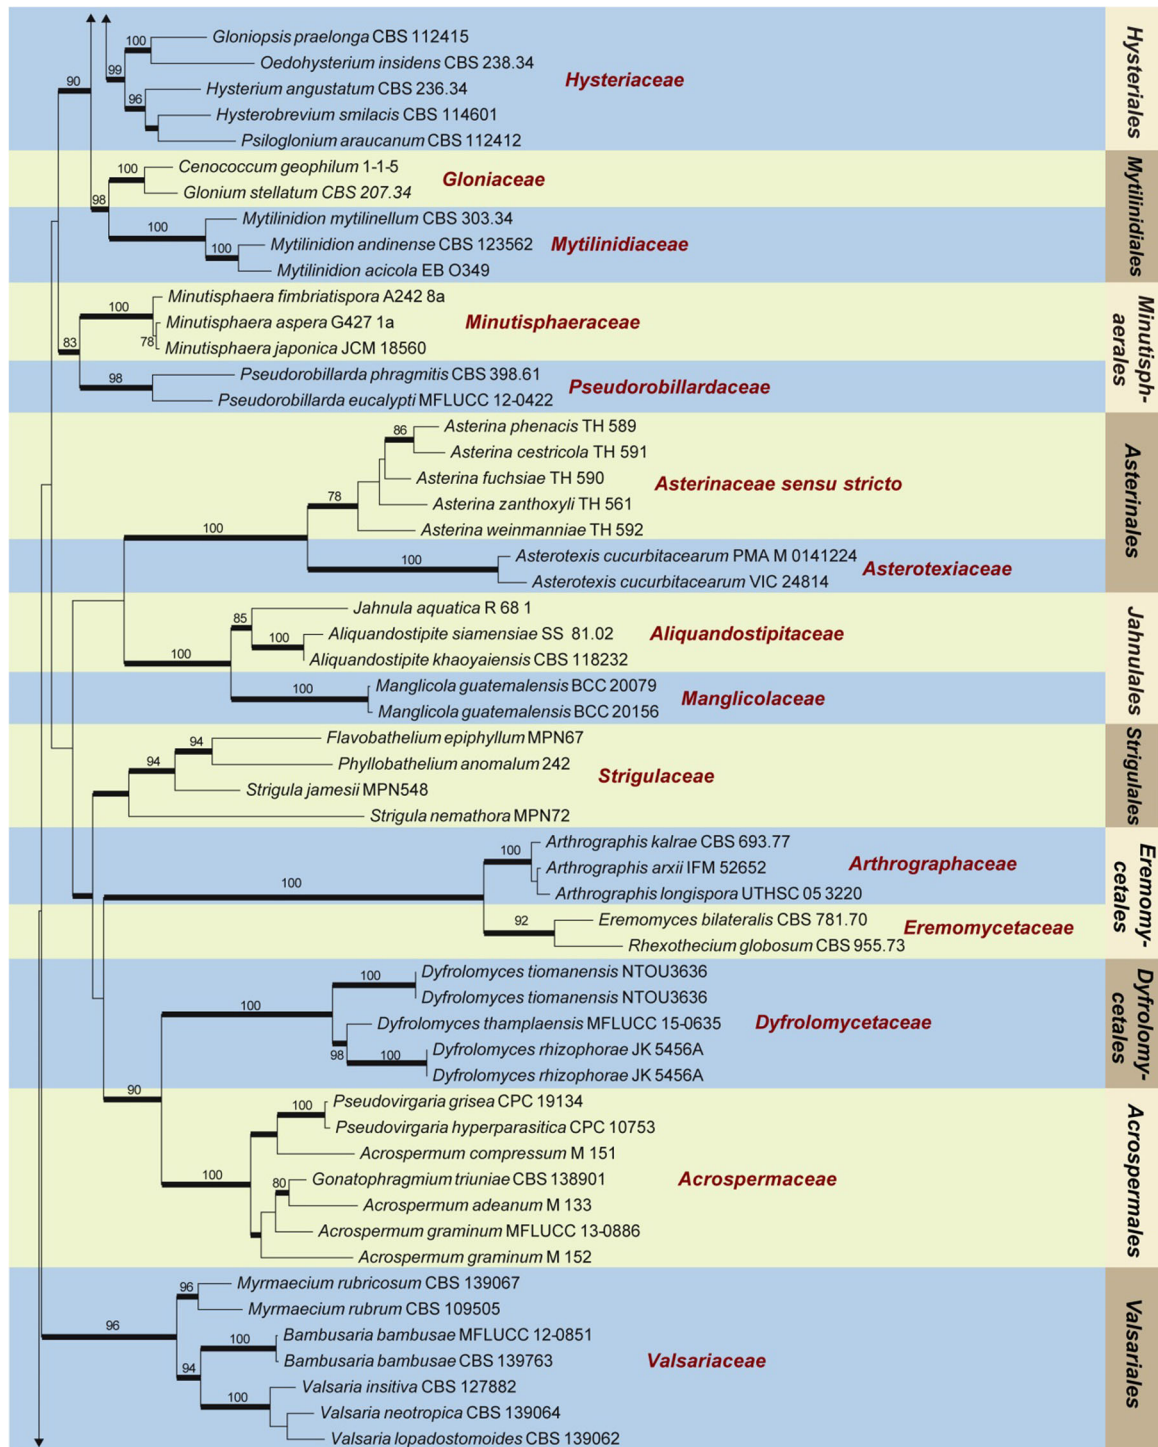 100
Gloniopsis praelonga CBS 112415
Oedohysterium insidens CBS 238.34
99
90
Hysteriaceae
Hysterium angustatum CBS 236.34
96
Hysterobrevium smilacis CBS 114601
Psiloglonium araucanum CBS 112412
Hysteriales
100
Cenococcum geophilum 1-1-5
Gloniaceae
Glonium stellatum CBS 207.34
98
Mytilinidion mytilinellum CBS 303.34
100
Mytilinidion andinense CBS 123562
Mytilinidiaceae
100
Mytilinidion acicola EB O349
Mytilinidiales
Minutisphaera fimbriatispora A242 8a
100
Minutisphaera aspera G427 1a
Minutisphaeraceae
78
Minutisphaera japonica JCM 18560
83
Pseudorobillarda phragmitis CBS 398.61
98
Pseudorobillardaceae
Pseudorobillarda eucalypti MFLUCC 12-0422
Minutisph-
aerales
Asterina phenacis TH 589
86
Asterina cestricola TH 591
Asterina fuchsiae TH 590
Asterinaceae sensu stricto
78
Asterina zanthoxyli TH 561
Asterina weinmanniae TH 592
100
Asterotexis cucurbitacearum PMA M 0141224
100
Asterotexiaceae
Asterotexis cucurbitacearum VIC 24814
Asterinales
Jahnula aquatica R 68 1
85
Aliquandostipite siamensiae SS 81.02
Aliquandostipitaceae
100
Aliquandostipite khaoyaiensis CBS 118232
100
Manglicola guatemalensis BCC 20079
100
Manglicolaceae
Manglicola guatemalensis BCC 20156
Jahnulales
Flavobathelium epiphyllum MPN67
94
Phyllobathelium anomalum 242
94
Strigulaceae
Strigula jamesii MPN548
Strigula nemathora MPN72
Strigulales
Arthrographis kalrae CBS 693.77
100
Arthrographis arxii IFM 52652
Arthrographaceae
100
Arthrographis longispora UTHSC 05 3220
Eremomyces bilateralis CBS 781.70
92
Eremomycetaceae
Rhexothecium globosum CBS 955.73
Eremomy-
cetales
Dyfrolomyces tiomanensis NTOU3636
100
Dyfrolomyces tiomanensis NTOU3636
100
Dyfrolomyces thamplaensis MFLUCC 15-0635
Dyfrolomycetaceae
98
Dyfrolomyces rhizophorae JK 5456A
100
Dyfrolomyces rhizophorae JK 5456A
Dyfrolomy-
cetales
90
Pseudovirgaria grisea CPC 19134
100
Pseudovirgaria hyperparasitica CPC 10753
Acrospermum compressum M 151
100
Gonatophragmium triuniae CBS 138901
Acrospermaceae
80
Acrospermum adeanum M 133
Acrospermum graminum MFLUCC 13-0886
Acrospermum graminum M 152
Acrospermales
Myrmaecium rubricosum CBS 139067
96
Myrmaecium rubrum CBS 109505
96
Bambusaria bambusae MFLUCC 12-0851
100
Bambusaria bambusae CBS 139763
Valsariaceae
94
Valsaria insitiva CBS 127882
100
Valsaria neotropica CBS 139064
Valsaria lopadostomoides CBS 139062
Valsariales